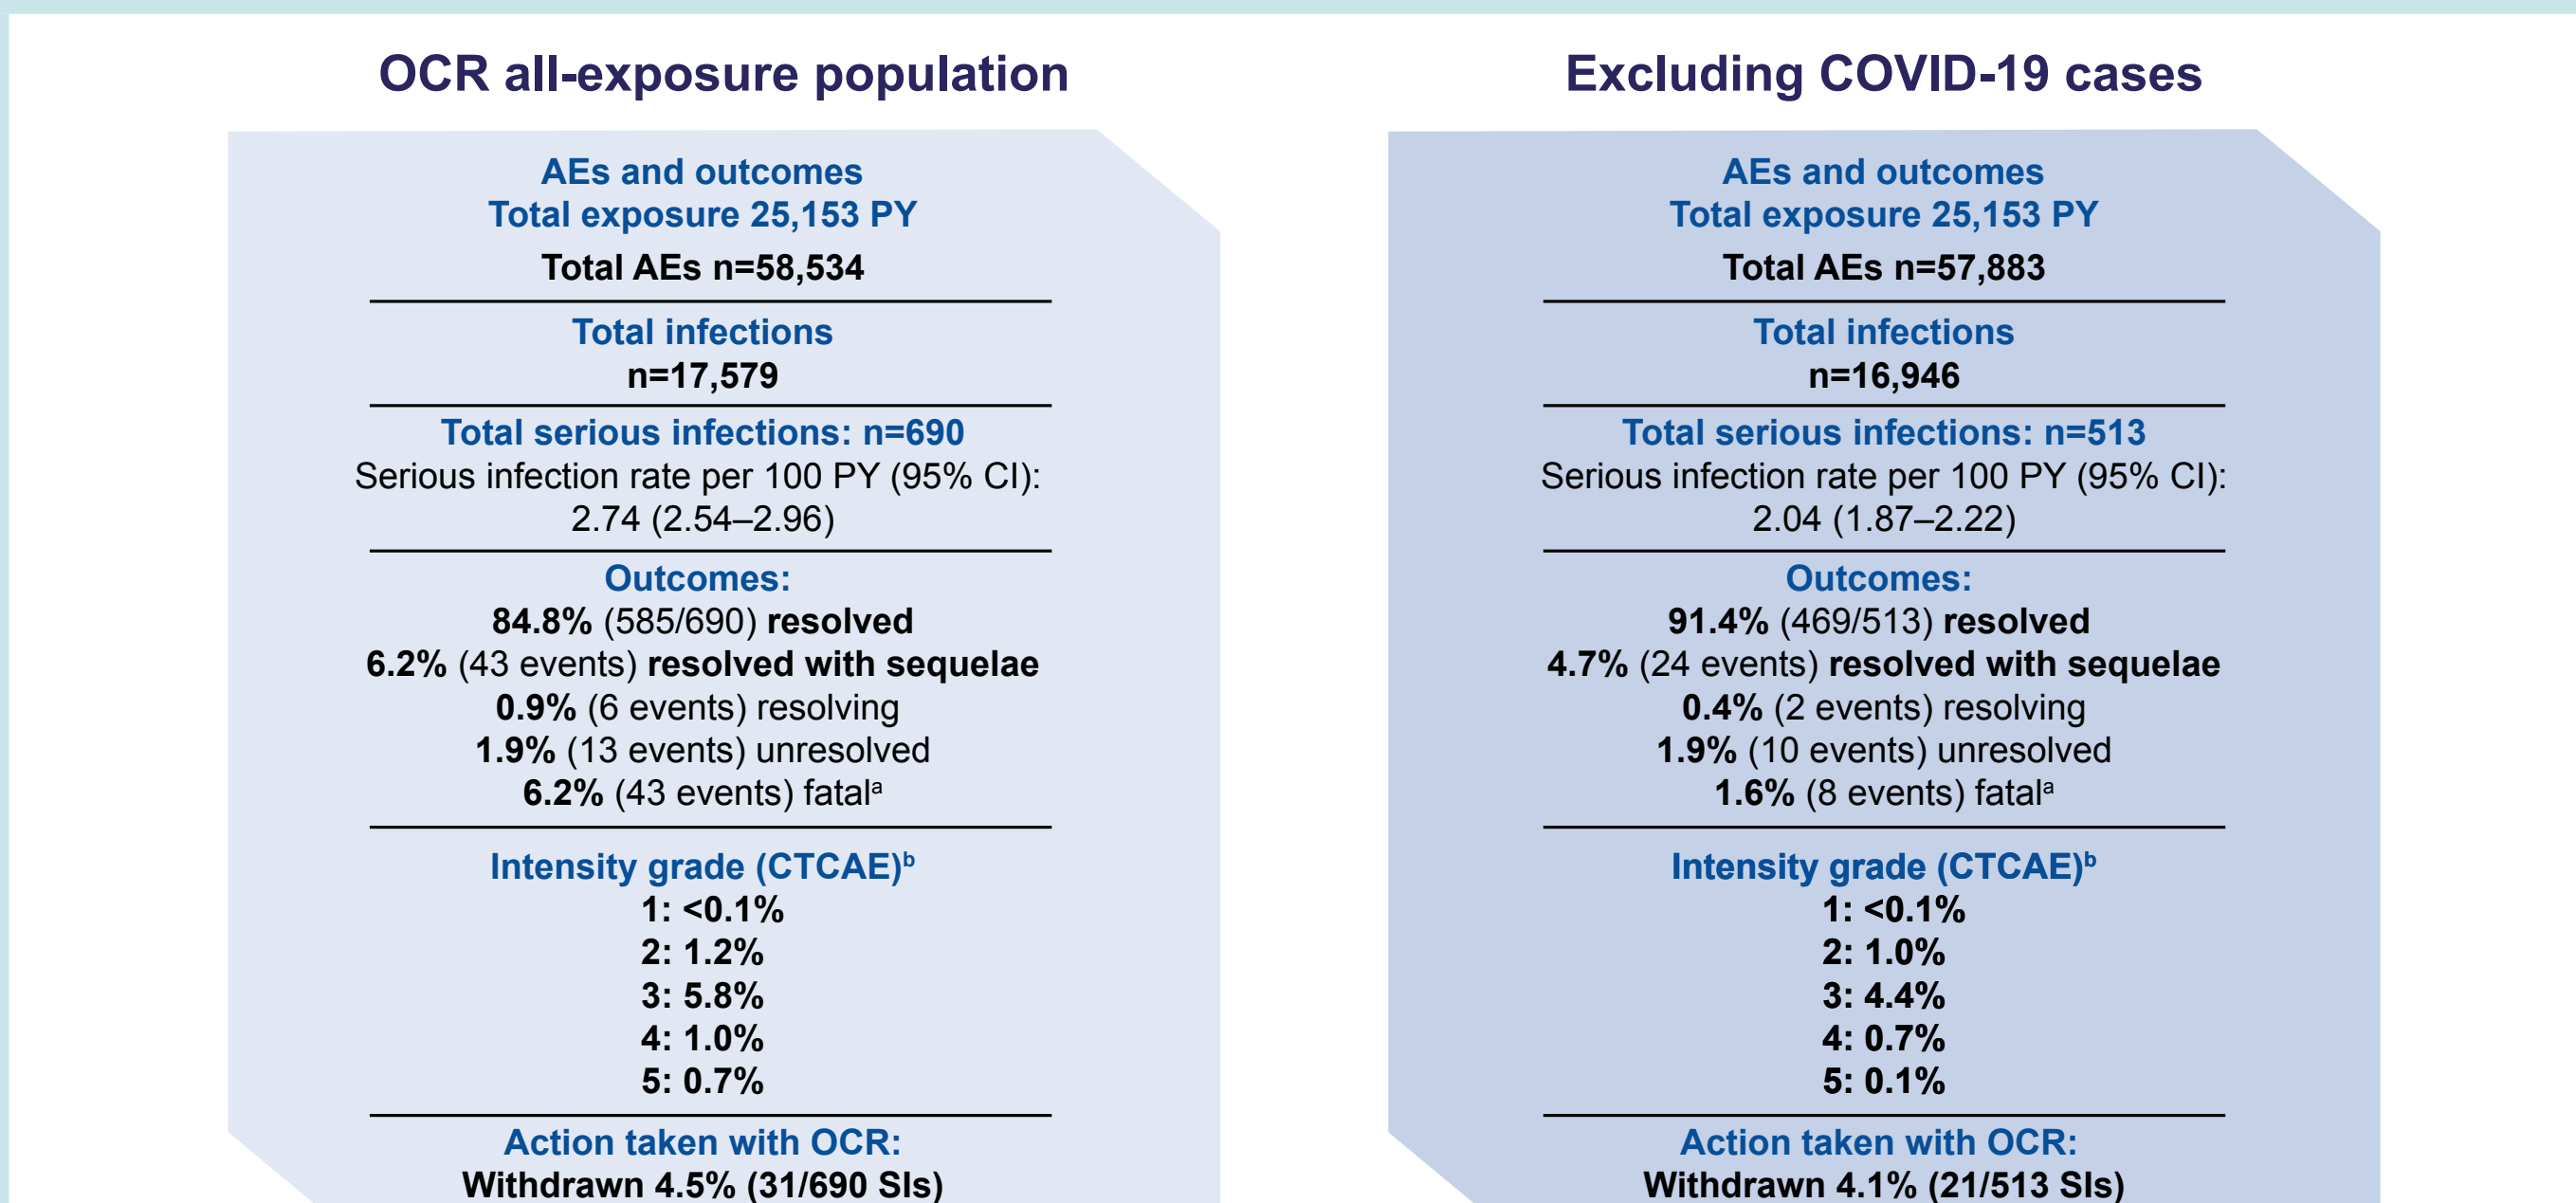 OCR all-exposure population
AEs and outcomes
Total exposure 25,153 PY
Total AEs n=58,534
Total infections
n=17,579
Total serious infections: n=690
Serious infection rate per 100 PY (95% CI):
2.74 (2.54–2.96)
Outcomes:
84.8% (585/690) resolved
6.2% (43 events) resolved with sequelae
0.9% (6 events) resolving
1.9% (13 events) unresolved
6.2% (43 events) fatalᵃ
Intensity grade (CTCAE)ᵇ
1: <0.1%
2: 1.2%
3: 5.8%
4: 1.0%
5: 0.7%
Action taken with OCR:
Withdrawn 4.5% (31/690 SIs)
Excluding COVID-19 cases
AEs and outcomes
Total exposure 25,153 PY
Total AEs n=57,883
Total infections
n=16,946
Total serious infections: n=513
Serious infection rate per 100 PY (95% CI):
2.04 (1.87–2.22)
Outcomes:
91.4% (469/513) resolved
4.7% (24 events) resolved with sequelae
0.4% (2 events) resolving
1.9% (10 events) unresolved
1.6% (8 events) fatalᵃ
Intensity grade (CTCAE)ᵇ
1: <0.1%
2: 1.0%
3: 4.4%
4: 0.7%
5: 0.1%
Action taken with OCR:
Withdrawn 4.1% (21/513 SIs)